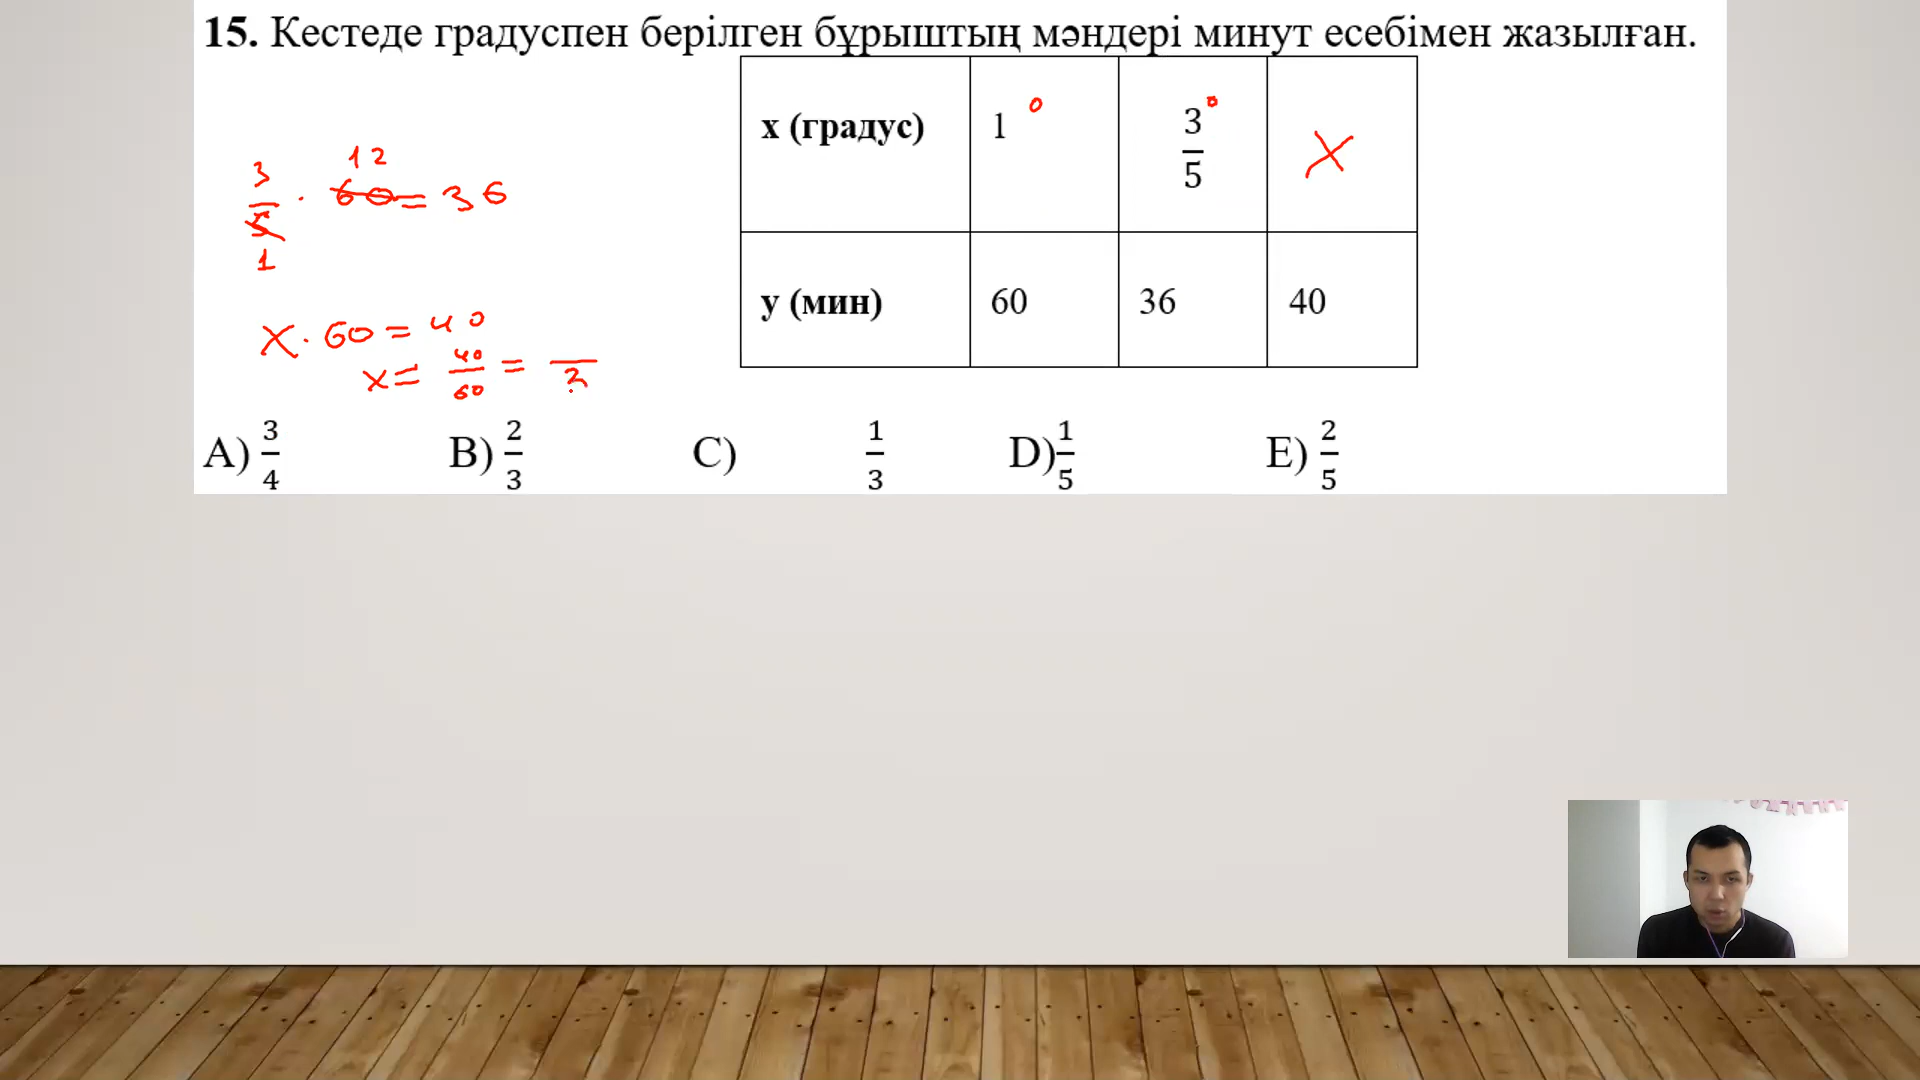 15. Кестеде градуспен берілген бұрыштың мәндері минут есебімен жазылған.
х (градус) 1 ° 3/5 ° X
у (мин) 60 36 40
12
3/5 · 60 = 36
1
X · 60 = 40
x = 40/60 = /3
A) 3/4 B) 2/3 C) 1/3 D) 1/5 E) 2/5